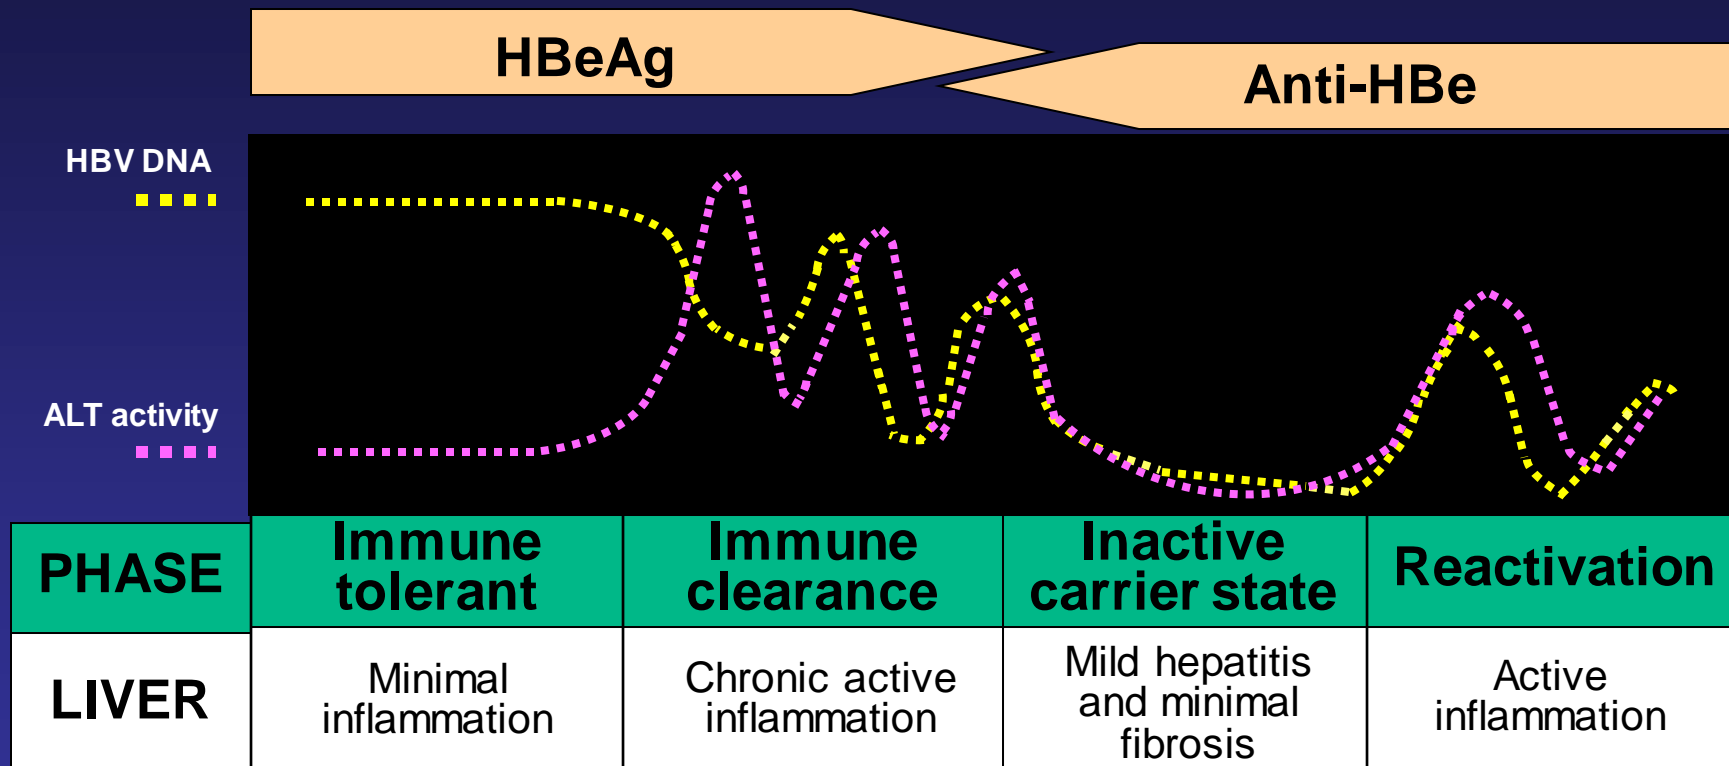 HBeAg
Anti-HBe
HBV DNA
ALT activity
PHASE
Immune
tolerant
Immune
clearance
Inactive
carrier state
Reactivation
LIVER
Minimal
inflammation
Chronic active
inflammation
Mild hepatitis
and minimal
fibrosis
Active
inflammation